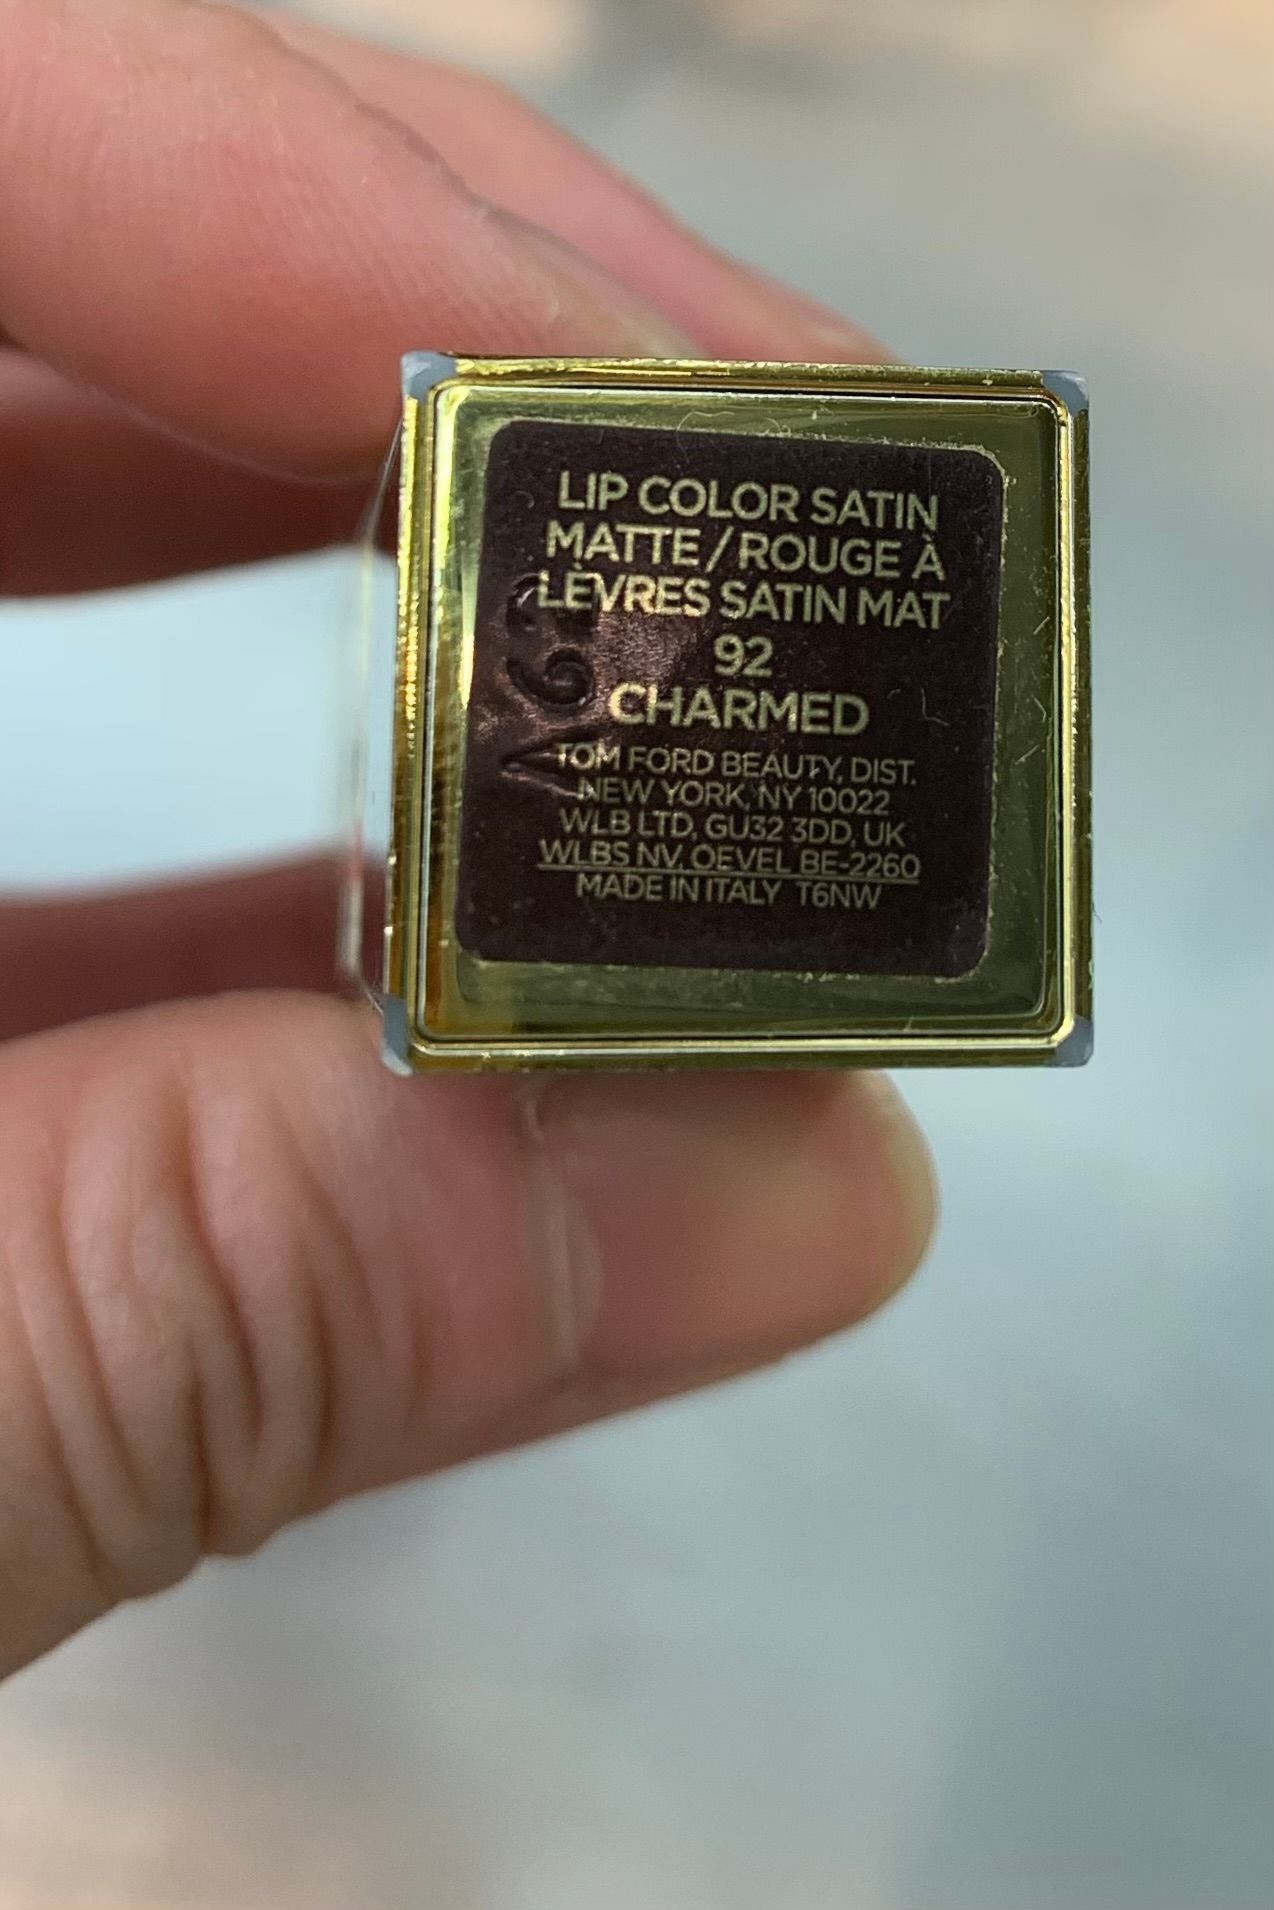 LIP COLOR SATIN
MATTE/ROUGE À
LÈVRES SATIN MAT
92
CHARMED
TOM FORD BEAUTY, DIST.
NEW YORK, NY 10022
WLB LTD, GU32 3DD, UK
WLBS NV, OEVEL BE-2260
MADE IN ITALY T6NW